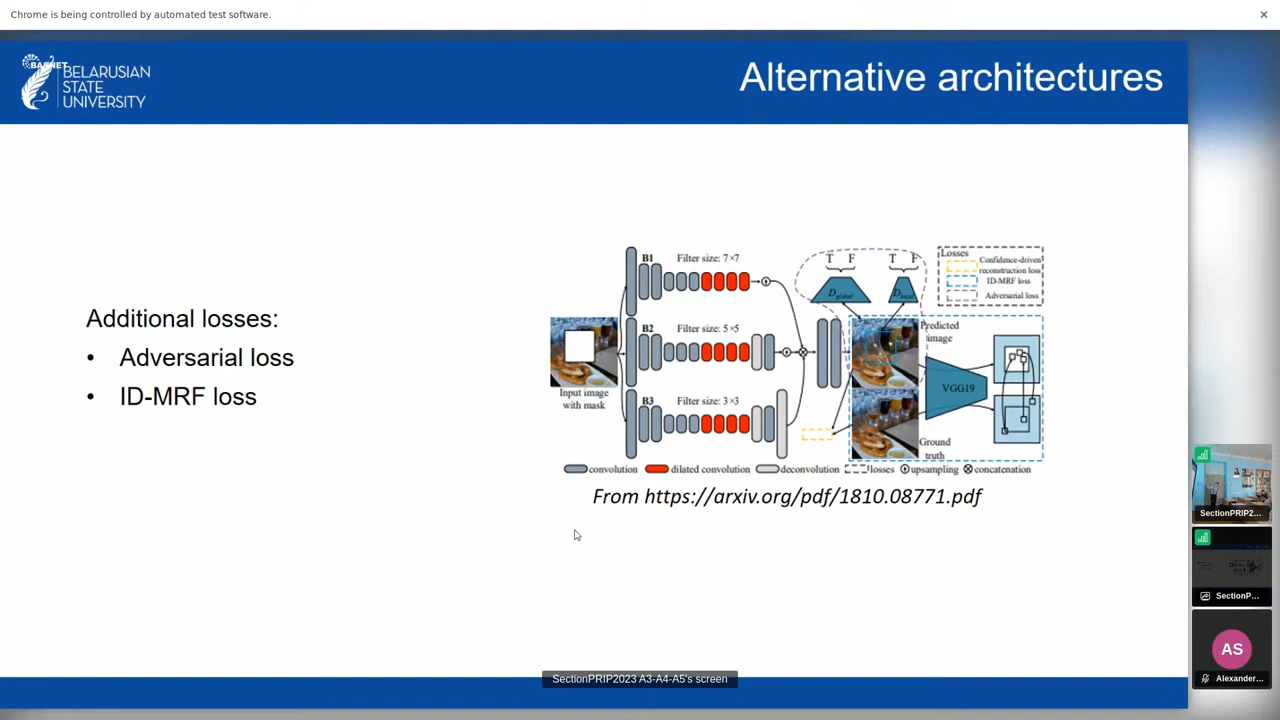 Chrome is being controlled by automated test software.
BASNET
BELARUSIAN
STATE
UNIVERSITY
Alternative architectures
Additional losses:
• Adversarial loss
• ID-MRF loss
B1 Filter size: 7×7
B2 Filter size: 5×5
B3 Filter size: 3×3
Input image
with mask
T F
T F
Dglobal
Dlocal
Losses
Confidence-driven
reconstruction loss
ID-MRF loss
Adversarial loss
Predicted
image
VGG19
Ground
truth
convolution dilated convolution deconvolution losses upsampling concatenation
From https://arxiv.org/pdf/1810.08771.pdf
SectionPRIP2023 A3-A4-A5's screen
SectionPRIP2...
SectionP...
AS
Alexander...